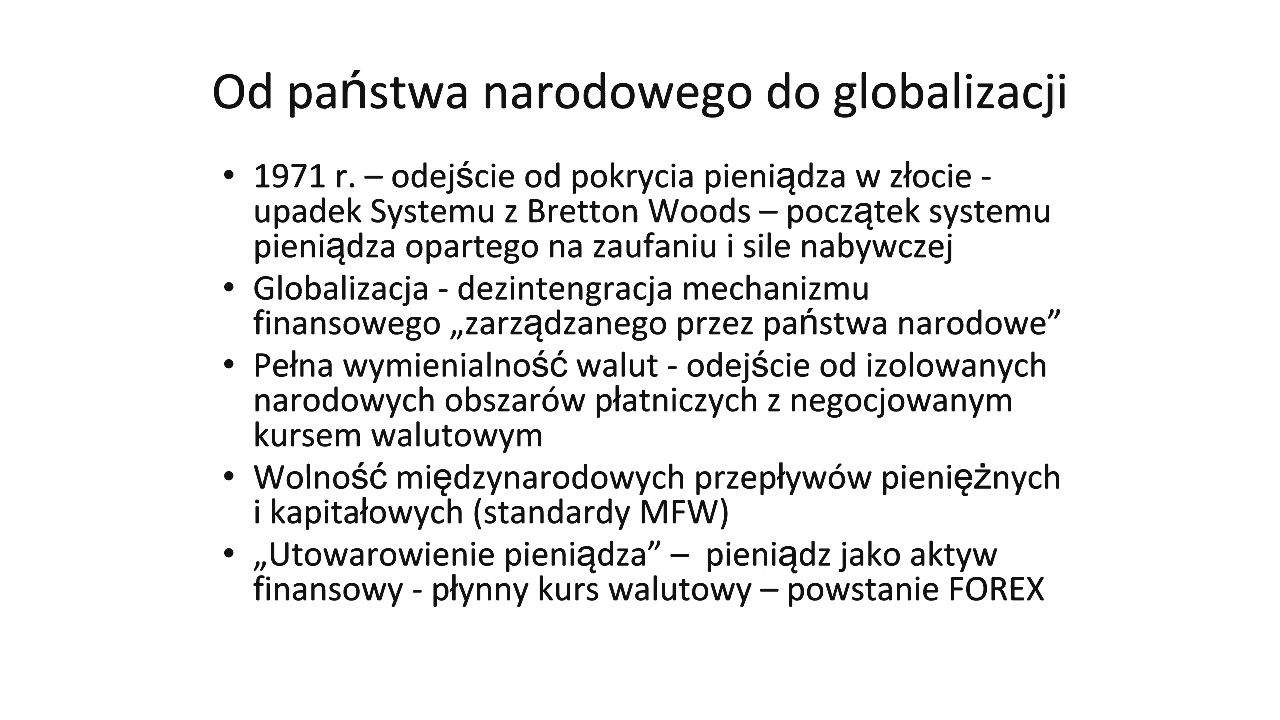 Od państwa narodowego do globalizacji
• 1971 r. – odejście od pokrycia pieniądza w złocie -
upadek Systemu z Bretton Woods – początek systemu
pieniądza opartego na zaufaniu i sile nabywczej
• Globalizacja - dezintengracja mechanizmu
finansowego „zarządzanego przez państwa narodowe”
• Pełna wymienialność walut - odejście od izolowanych
narodowych obszarów płatniczych z negocjowanym
kursem walutowym
• Wolność międzynarodowych przepływów pieniężnych
i kapitałowych (standardy MFW)
• „Utowarowienie pieniądza” – pieniądz jako aktyw
finansowy - płynny kurs walutowy – powstanie FOREX